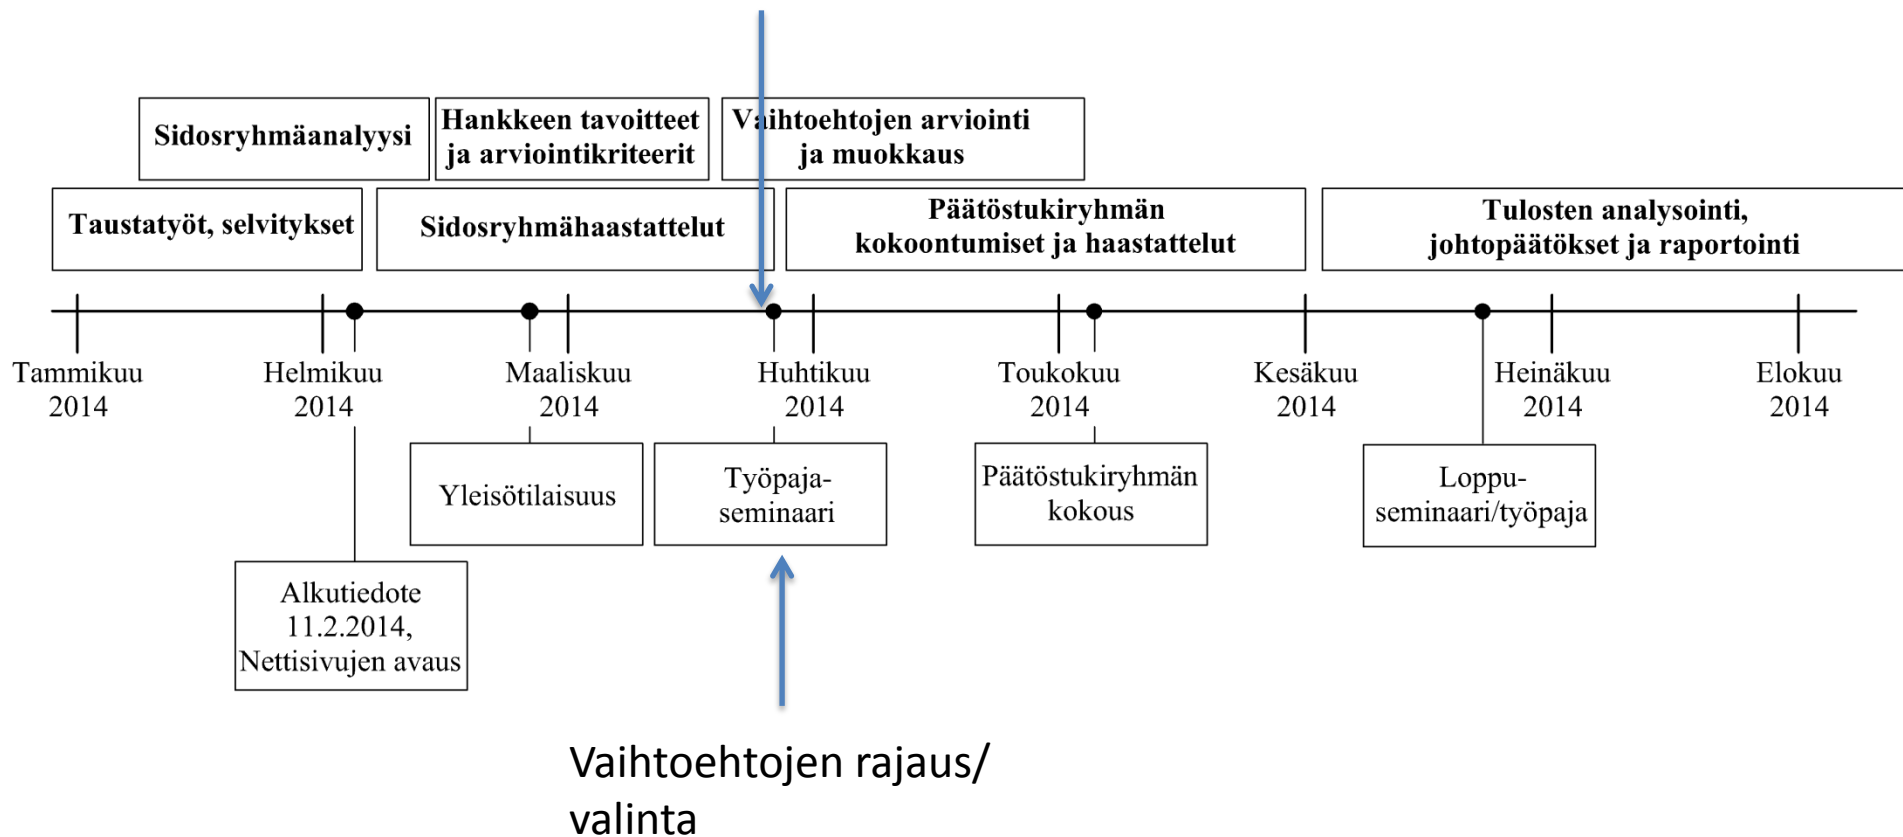 Sidosryhmäanalyysi
Hankkeen tavoitteet
ja arviointikriteerit
Vaihtoehtojen arviointi
ja muokkaus
Taustatyöt, selvitykset
Sidosryhmähaastattelut
Päätöstukiryhmän
kokoontumiset ja haastattelut
Tulosten analysointi,
johtopäätökset ja raportointi
Tammikuu
2014
Helmikuu
2014
Maaliskuu
2014
Huhtikuu
2014
Toukokuu
2014
Kesäkuu
2014
Heinäkuu
2014
Elokuu
2014
Yleisötilaisuus
Työpaja-
seminaari
Päätöstukiryhmän
kokous
Loppu-
seminaari/työpaja
Alkutiedote
11.2.2014,
Nettisivujen avaus
Vaihtoehtojen rajaus/
valinta